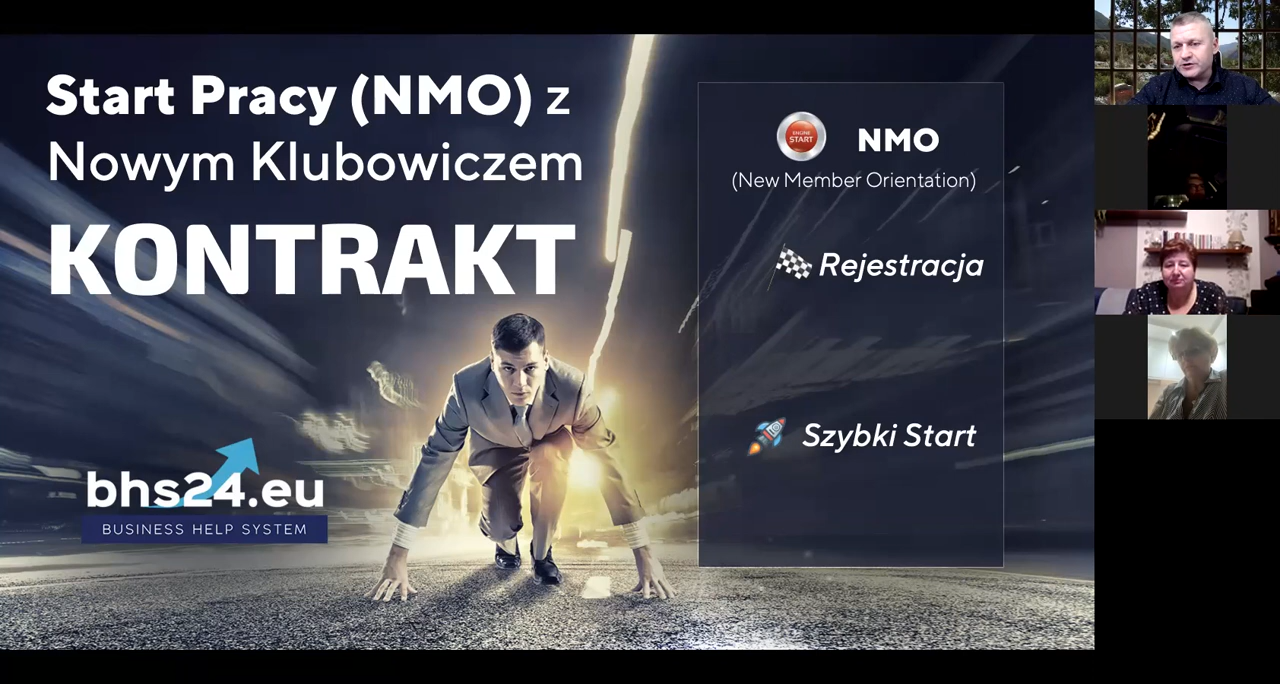 Start Pracy (NMO) z
Nowym Klubowiczem
KONTRAKT
bhs24.eu
BUSINESS HELP SYSTEM
ENGINE
START
NMO
(New Member Orientation)
Rejestracja
Szybki Start